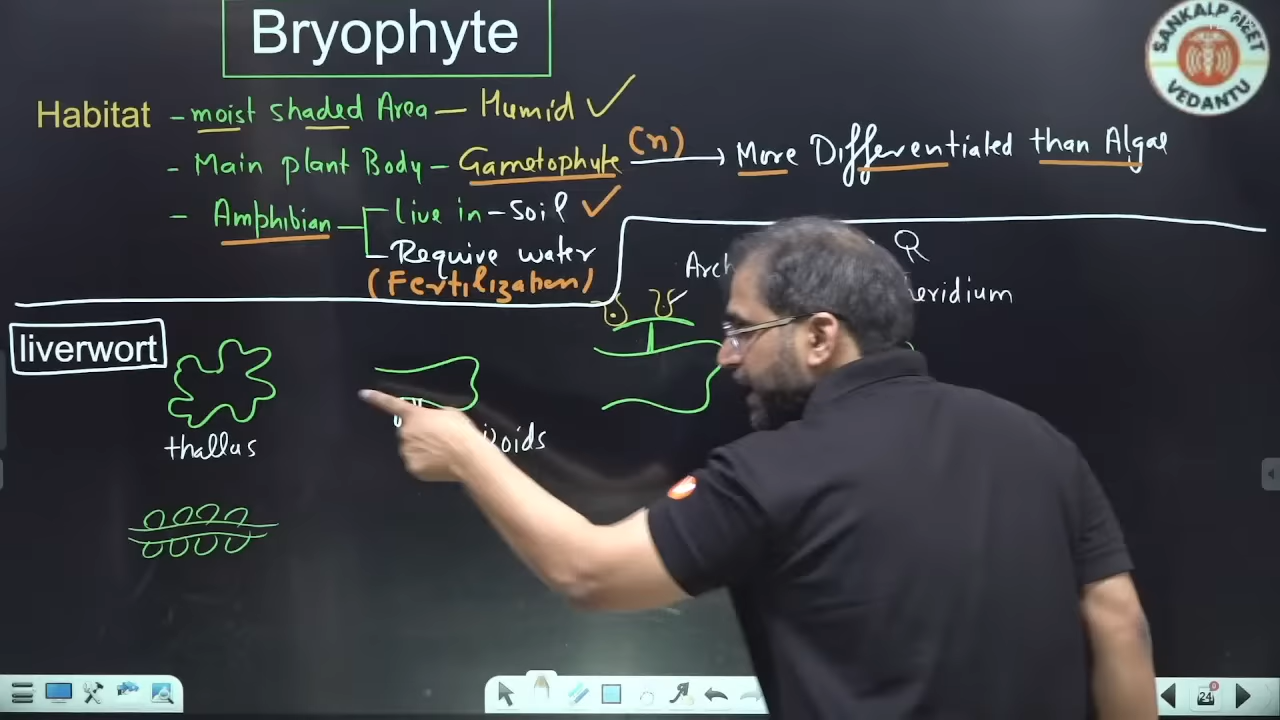 Bryophyte
Habitat - moist shaded Area - Humid ✓
- Main plant Body - Gametophyte (n) → More Differentiated than Algae
- Amphibian - live in - soil ✓
- Require water
(Fertilization)
liverwort
thallus
SANKALP
VEDANTU
24